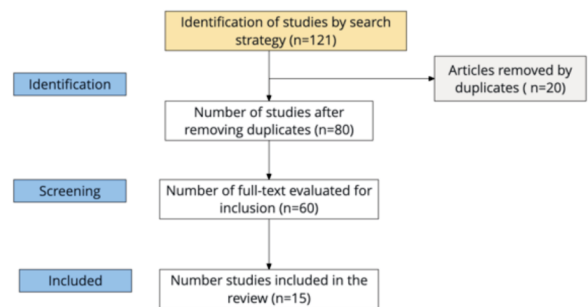 Identification of studies by search
strategy (n=121)
Identification
Articles removed by
duplicates ( n=20)
Number of studies after
removing duplicates (n=80)
Screening
Number of full-text evaluated for
inclusion (n=60)
Included
Number studies included in the
review (n=15)